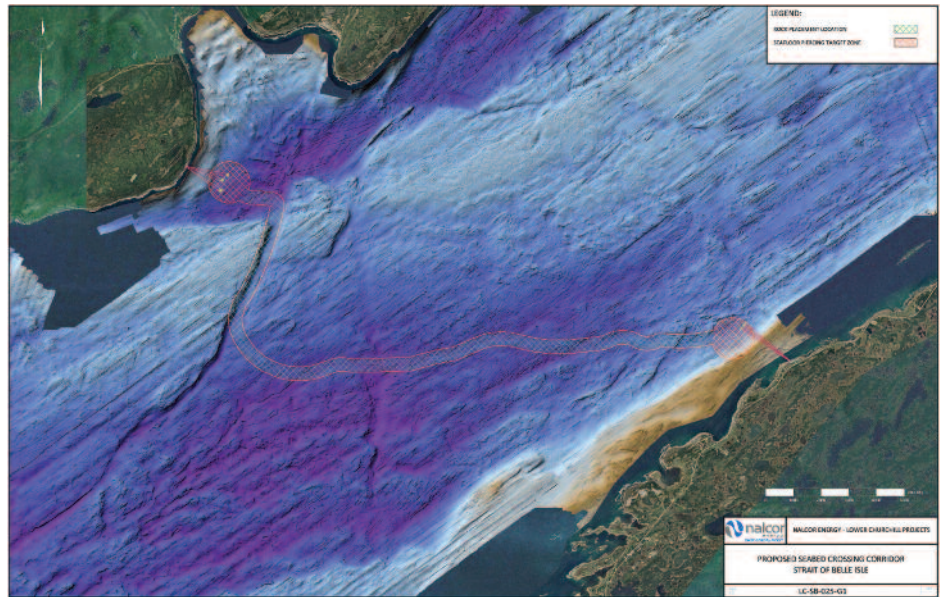 LEGEND:
ROCK PLACEMENT LOCATION
SEAFLOOR PIERCING TARGET ZONE
nalcor
NALCOR ENERGY - LOWER CHURCHILL PROJECTS
PROPOSED SEABED CROSSING CORRIDOR
STRAIT OF BELLE ISLE
LC-SB-025-G1